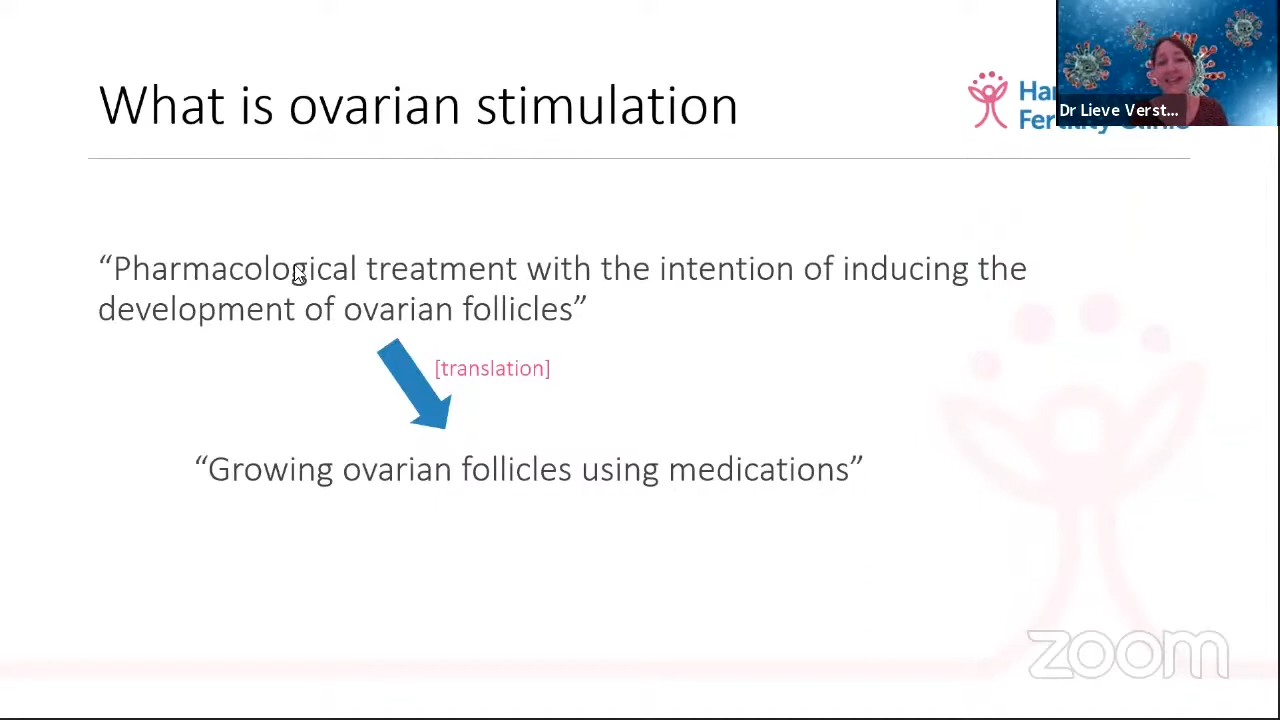 What is ovarian stimulation
Dr Lieve Verst...
“Pharmacological treatment with the intention of inducing the
development of ovarian follicles”
[translation]
“Growing ovarian follicles using medications”
zoom